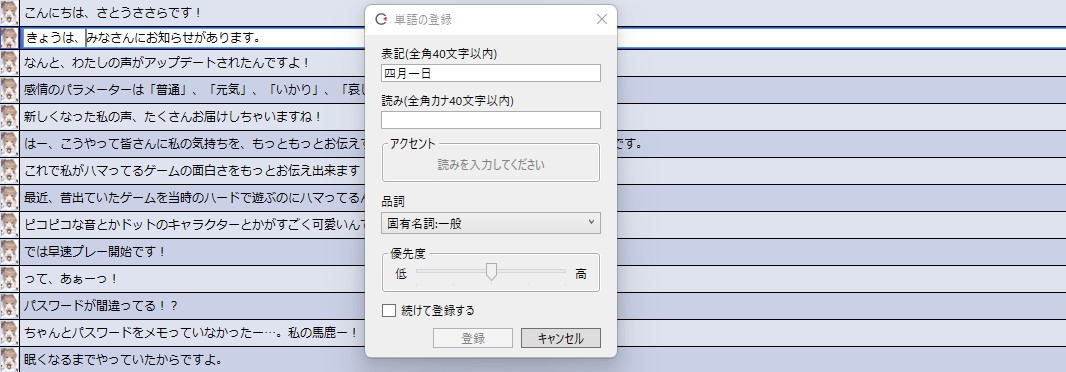 こんにちは、さとうささらです！
きょうは、みなさんにお知らせがあります。
なんと、わたしの声がアップデートされたんですよ！
感情のパラメーターは「普通」、「元気」、「いかり」、「哀し
新しくなった私の声、たくさんお届けしちゃいますね！
はー、こうやって皆さんに私の気持ちを、もっともっとお伝え
です。
これで私がハマってるゲームの面白さをもっとお伝え出来ます
最近、昔出ていたゲームを当時のハードで遊ぶのにハマってる
ピコピコな音とかドットのキャラクターとかがすごく可愛いん
では早速プレー開始です！
って、あぁーっ！
パスワードが間違ってる！？
ちゃんとパスワードをメモっていなかったー…。私の馬鹿ー！
眠くなるまでやっていたからですよ。
単語の登録
表記(全角40文字以内)
四月一日
読み(全角カナ40文字以内)
アクセント
読みを入力してください
品詞
固有名詞:一般
優先度
低 高
続けて登録する
登録 キャンセル